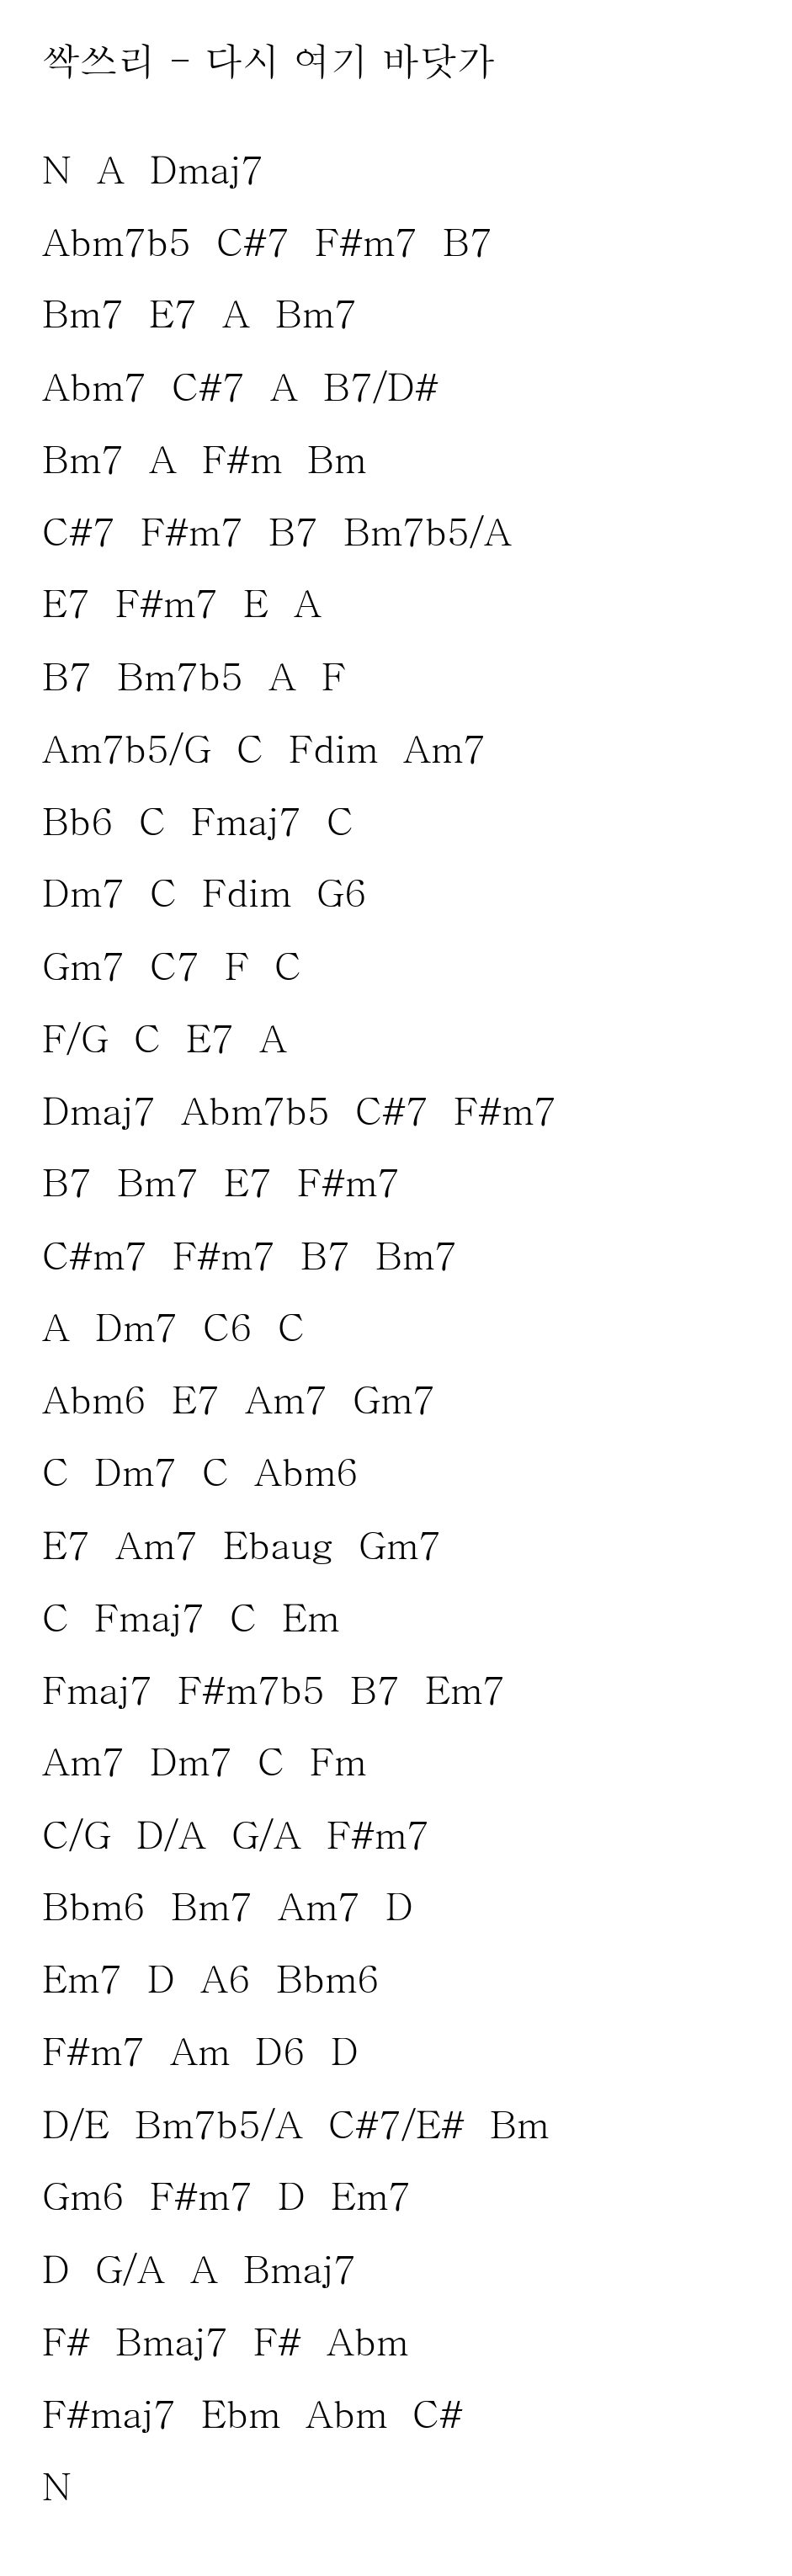 싹쓰리 - 다시 여기 바닷가
N A Dmaj7
Abm7b5 C#7 F#m7 B7
Bm7 E7 A Bm7
Abm7 C#7 A B7/D#
Bm7 A F#m Bm
C#7 F#m7 B7 Bm7b5/A
E7 F#m7 E A
B7 Bm7b5 A F
Am7b5/G C Fdim Am7
Bb6 C Fmaj7 C
Dm7 C Fdim G6
Gm7 C7 F C
F/G C E7 A
Dmaj7 Abm7b5 C#7 F#m7
B7 Bm7 E7 F#m7
C#m7 F#m7 B7 Bm7
A Dm7 C6 C
Abm6 E7 Am7 Gm7
C Dm7 C Abm6
E7 Am7 Ebaug Gm7
C Fmaj7 C Em
Fmaj7 F#m7b5 B7 Em7
Am7 Dm7 C Fm
C/G D/A G/A F#m7
Bbm6 Bm7 Am7 D
Em7 D A6 Bbm6
F#m7 Am D6 D
D/E Bm7b5/A C#7/E# Bm
Gm6 F#m7 D Em7
D G/A A Bmaj7
F# Bmaj7 F# Abm
F#maj7 Ebm Abm C#
N